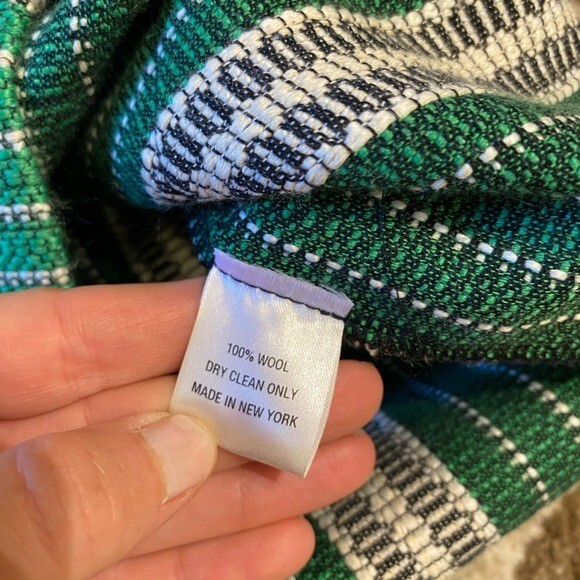 100% WOOL
DRY CLEAN ONLY
MADE IN NEW YORK